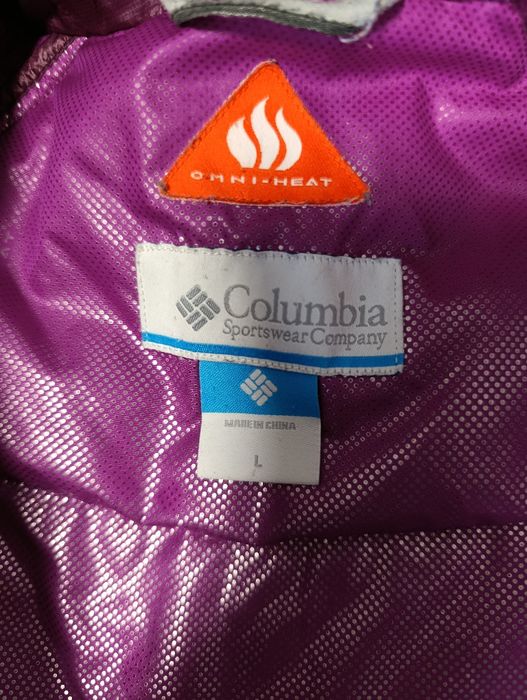 OMNI-HEAT
Columbia
Sportswear Company
MADE IN CHINA
L